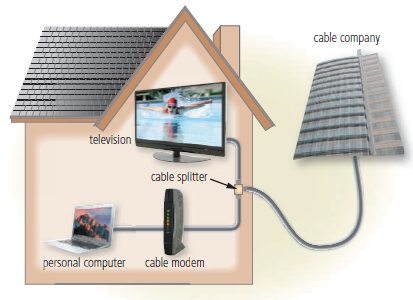 cable company
television
cable splitter
personal computer
cable modem